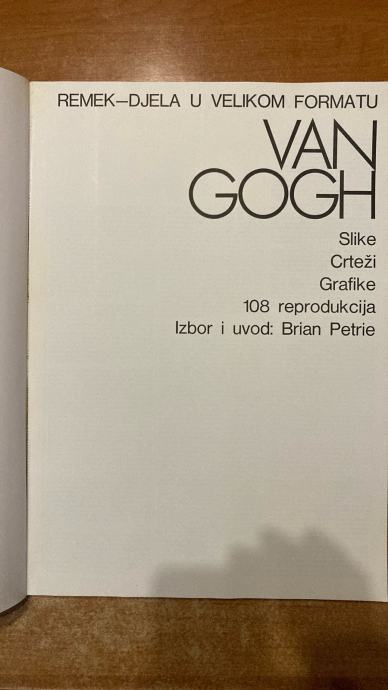 REMEK–DJELA U VELIKOM FORMATU
VAN
GOGH
Slike
Crteži
Grafike
108 reprodukcija
Izbor i uvod: Brian Petrie